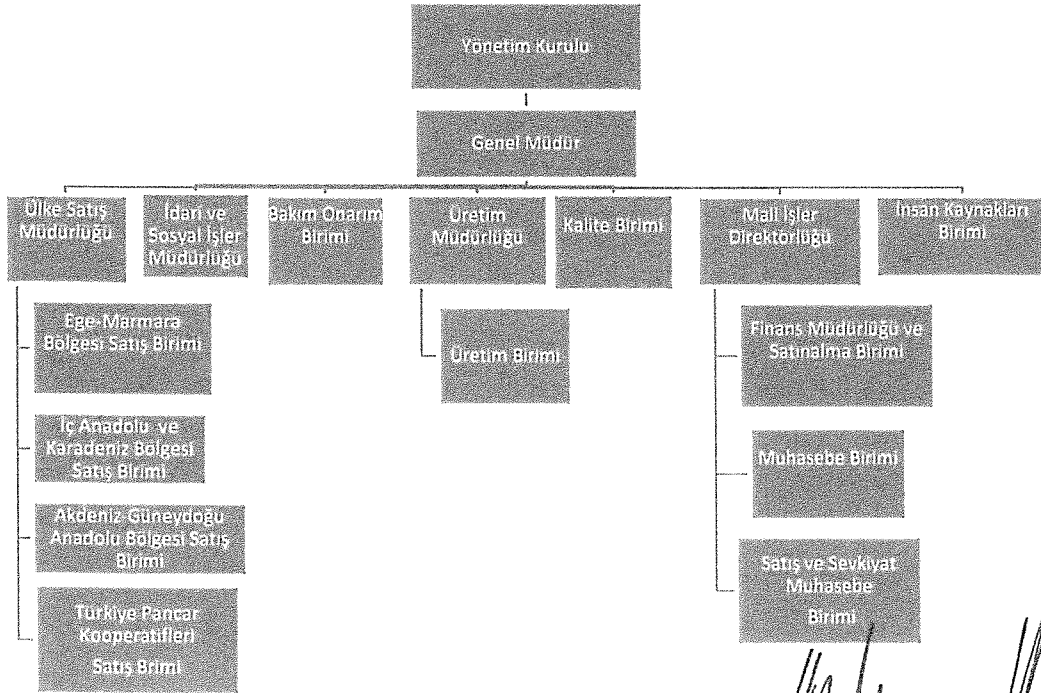 Yönetim Kurulu
Genel Müdür
Ülke Satış
Müdürlüğü
İdari ve
Sosyal İşler
Müdürlüğü
Bakım Onarım
Birimi
Üretim
Müdürlüğü
Kalite Birimi
Mali İşler
Direktörlüğü
İnsan Kaynakları
Birimi
Ege-Marmara
Bölgesi Satış Birimi
İç Anadolu ve
Karadeniz Bölgesi
Satış Birimi
Akdeniz-Güneydoğu
Anadolu Bölgesi Satış
Birimi
Türkiye Pancar
Kooperatifleri
Satış Brimi
Üretim Birimi
Finans Müdürlüğü ve
Satınalma Birimi
Muhasebe Birimi
Satış ve Sevkiyat
Muhasebe
Birimi